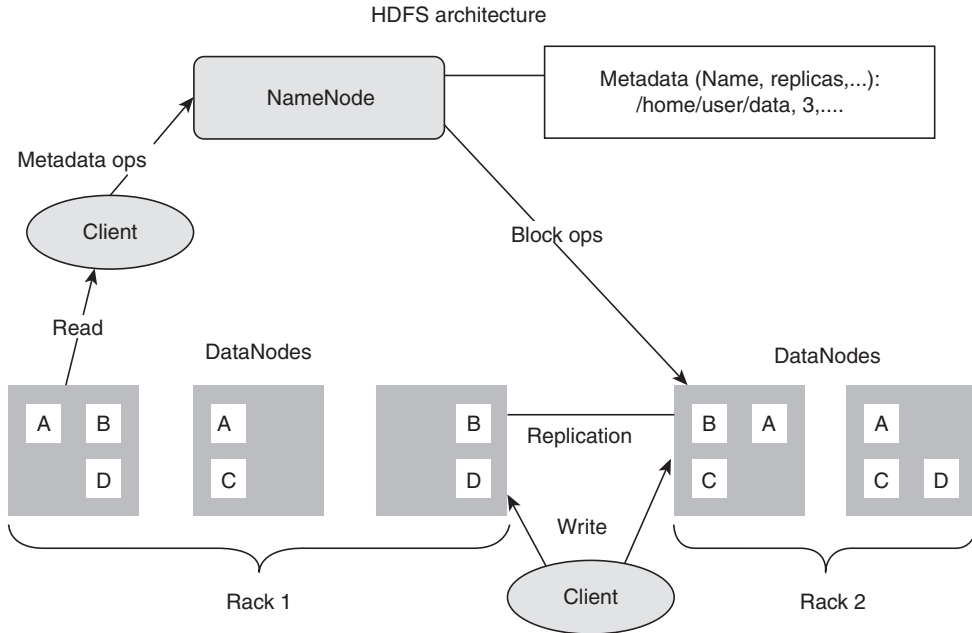 HDFS architecture
NameNode
Metadata (Name, replicas,...):
/home/user/data, 3,....
Metadata ops
Client
Block ops
Read
DataNodes
DataNodes
A B
D
A
C
B
D
Replication
B A
C
A
C D
Write
Client
Rack 1
Rack 2